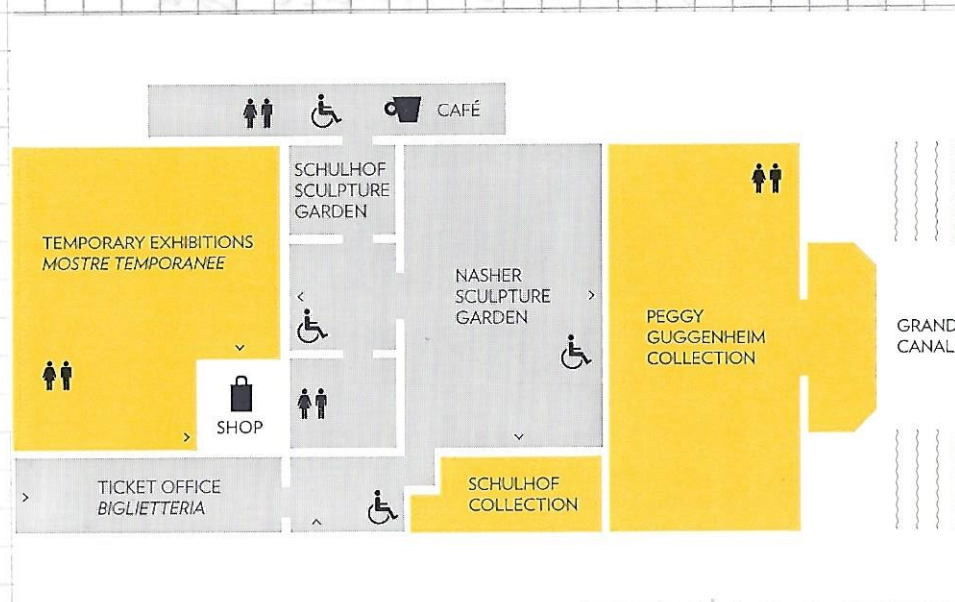 CAFÉ
SCHULHOF
SCULPTURE
GARDEN
TEMPORARY EXHIBITIONS
MOSTRE TEMPORANEE
NASHER
SCULPTURE
GARDEN
PEGGY
GUGGENHEIM
COLLECTION
GRAND
CANAL
SHOP
TICKET OFFICE
BIGLIETTERIA
SCHULHOF
COLLECTION